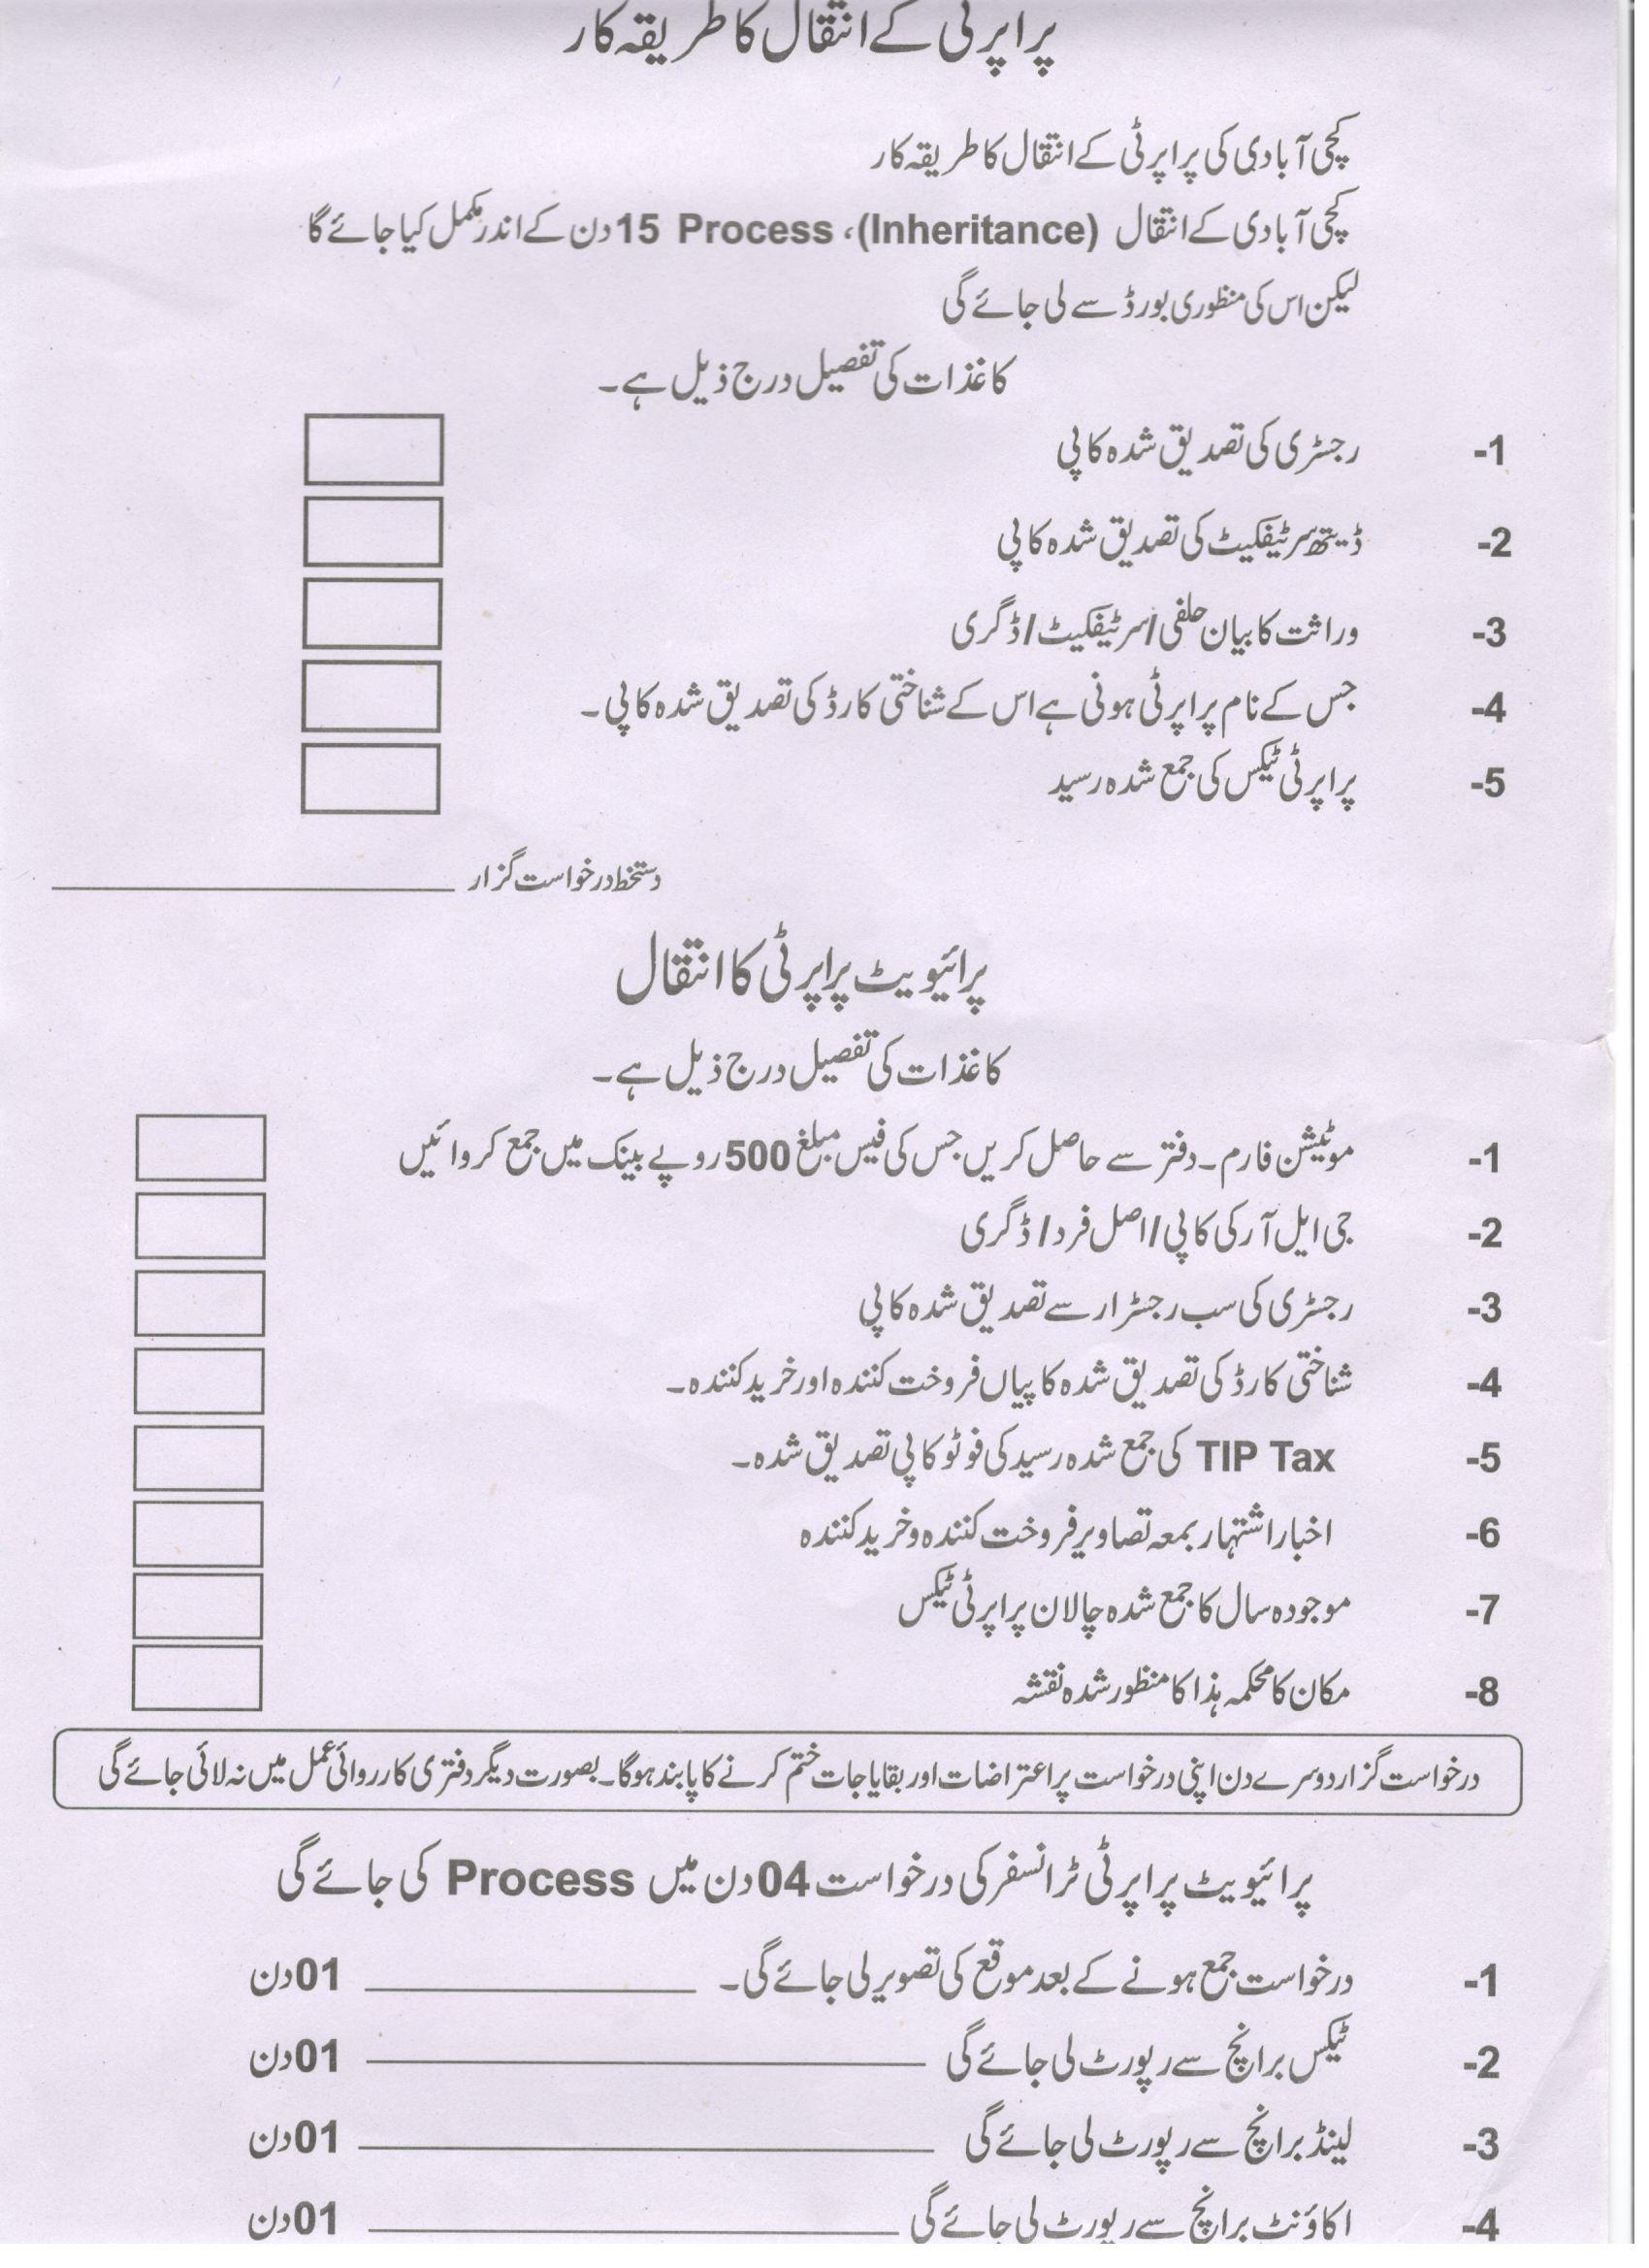 پراپرٹی کے انتقال کا طریقہ کار
کچی آبادی کی پراپرٹی کے انتقال کا طریقہ کار
کچی آبادی کے انتقال (Inheritance)، Process 15 دن کے اندر مکمل کیا جائے گا
لیکن اس کی منظوری بورڈ سے لی جائے گی
کاغذات کی تفصیل درج ذیل ہے۔
1- رجسٹری کی تصدیق شدہ کاپی
2- ڈیتھ سرٹیفکیٹ کی تصدیق شدہ کاپی
3- وراثت کا بیان حلفی/سرٹیفکیٹ/ڈگری
4- جس کے نام پراپرٹی ہونی ہے اس کے شناختی کارڈ کی تصدیق شدہ کاپی۔
5- پراپرٹی ٹیکس کی جمع شدہ رسید
دستخط درخواست گزار
پرائیویٹ پراپرٹی کا انتقال
کاغذات کی تفصیل درج ذیل ہے۔
1- موٹیشن فارم۔ دفتر سے حاصل کریں جس کی فیس مبلغ 500 روپے بینک میں جمع کروائیں
2- جی ایل آر کی کاپی/اصل فرد/ڈگری
3- رجسٹری کی سب رجسٹرار سے تصدیق شدہ کاپی
4- شناختی کارڈ کی تصدیق شدہ کاپیاں فروخت کنندہ اور خرید کنندہ۔
5- TIP Tax کی جمع شدہ رسید کی فوٹو کاپی تصدیق شدہ۔
6- اخبار اشتہار بمعہ تصاویر فروخت کنندہ و خرید کنندہ
7- موجودہ سال کا جمع شدہ چالان پراپرٹی ٹیکس
8- مکان کا محکمہ ہذا کا منظور شدہ نقشہ
درخواست گزار دوسرے دن اپنی درخواست پر اعتراضات اور بقایا جات ختم کرنے کا پابند ہوگا۔ بصورت دیگر دفتری کارروائی عمل میں نہ لائی جائے گی
پرائیویٹ پراپرٹی ٹرانسفر کی درخواست 04 دن میں Process کی جائے گی
1- درخواست جمع ہونے کے بعد موقع کی تصویر لی جائے گی۔ 01 دن
2- ٹیکس برانچ سے رپورٹ لی جائے گی 01 دن
3- لینڈ برانچ سے رپورٹ لی جائے گی 01 دن
4- اکاؤنٹ برانچ سے رپورٹ لی جائے گی 01 دن